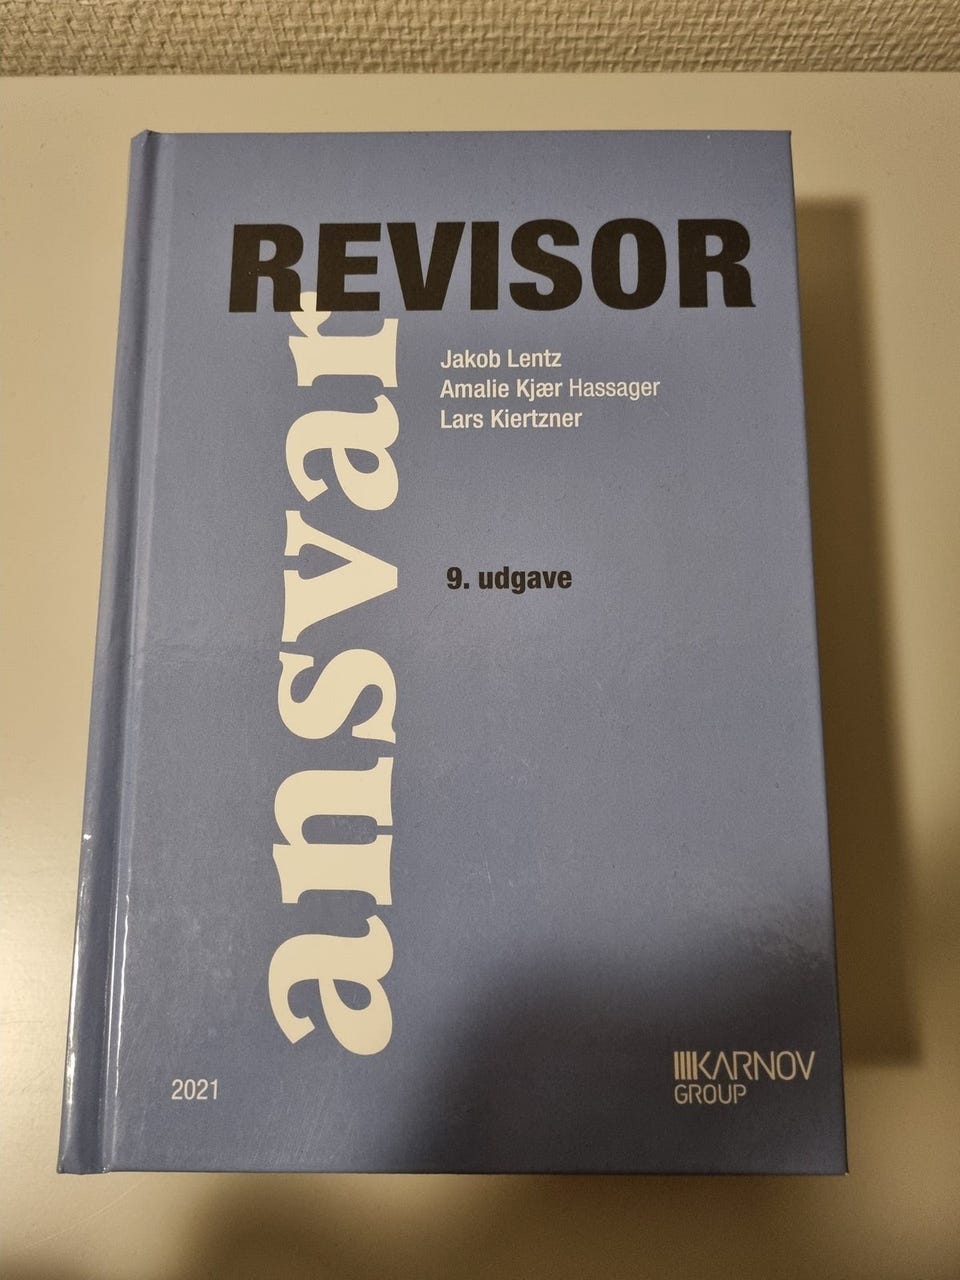 REVISOR
ansvar
Jakob Lentz
Amalie Kjær Hassager
Lars Kiertzner
9. udgave
2021
KARNOV
GROUP